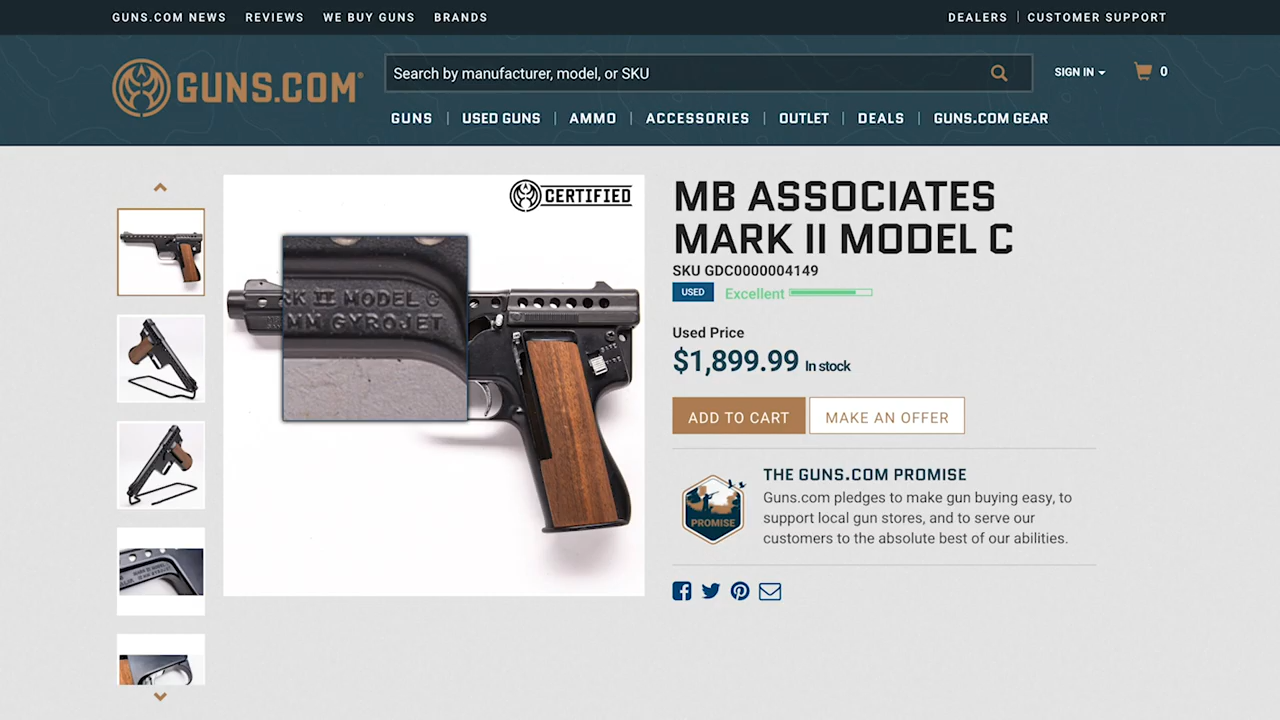 GUNS.COM NEWS REVIEWS WE BUY GUNS BRANDS DEALERS CUSTOMER SUPPORT
GUNS.COM®
Search by manufacturer, model, or SKU
SIGN IN
0
GUNS USED GUNS AMMO ACCESSORIES OUTLET DEALS GUNS.COM GEAR
CERTIFIED
RK II MODEL C
MM GYROJET
MB ASSOCIATES
MARK II MODEL C
SKU GDC0000004149
USED Excellent
Used Price
$1,899.99 In stock
ADD TO CART MAKE AN OFFER
PROMISE
THE GUNS.COM PROMISE
Guns.com pledges to make gun buying easy, to
support local gun stores, and to serve our
customers to the absolute best of our abilities.